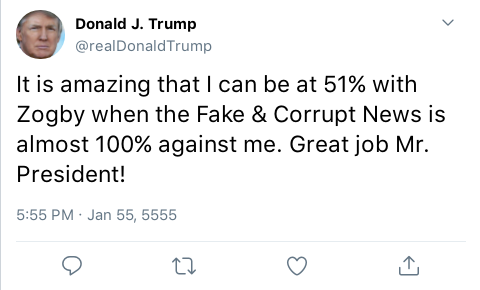 Donald J. Trump
@realDonaldTrump
It is amazing that I can be at 51% with
Zogby when the Fake & Corrupt News is
almost 100% against me. Great job Mr.
President!
5:55 PM · Jan 55, 5555